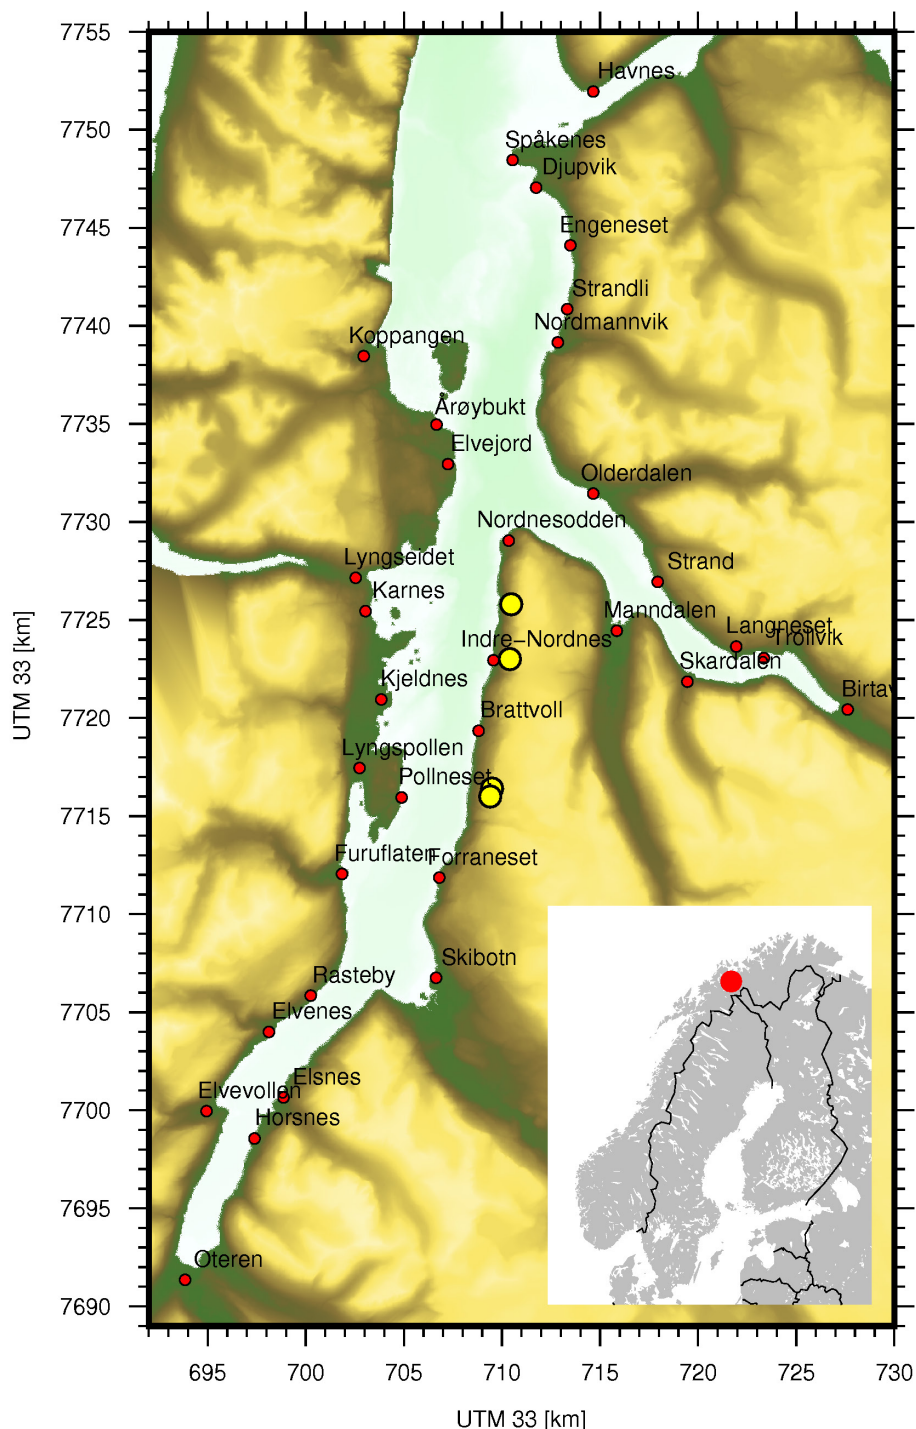 7755
Havnes
7750
Spåkenes
Djupvik
7745
Engeneset
Strandli
7740
Nordmannvik
Koppangen
7735
Årøybukt
Elvejord
Olderdalen
7730
Nordnesodden
Lyngseidet
Strand
Karnes
7725
Manndalen
Langneset
Indre-Nordnes
Trollvik
Skardalen
7720
Kjeldnes
Birtav
Brattvoll
Lyngspollen
Pollneset
7715
Furuflaten
Forraneset
7710
Skibotn
Rasteby
7705
Elvenes
Elsnes
7700
Elvevollen
Horsnes
7695
Oteren
7690
UTM 33 [km]
695 700 705 710 715 720 725 730
UTM 33 [km]